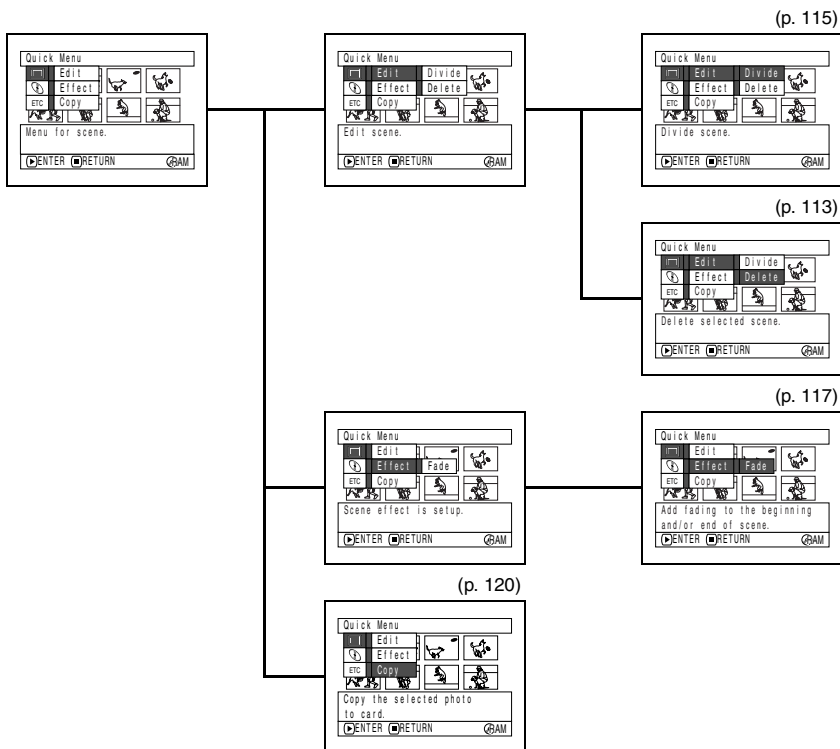 (p. 115)
Quick Menu
Edit
Effect
ETC Copy
Menu for scene.
ENTER RETURN RAM
Quick Menu
Edit Divide
Effect Delete
ETC Copy
Edit scene.
ENTER RETURN RAM
Quick Menu
Edit Divide
Effect Delete
ETC Copy
Divide scene.
ENTER RETURN RAM
(p. 113)
Quick Menu
Edit Divide
Effect Delete
ETC Copy
Delete selected scene.
ENTER RETURN RAM
(p. 117)
Quick Menu
Edit
Effect Fade
ETC Copy
Scene effect is setup.
ENTER RETURN RAM
Quick Menu
Edit
Effect Fade
ETC Copy
Add fading to the beginning
and/or end of scene.
ENTER RETURN RAM
(p. 120)
Quick Menu
Edit
Effect
ETC Copy
Copy the selected photo
to card.
ENTER RETURN RAM